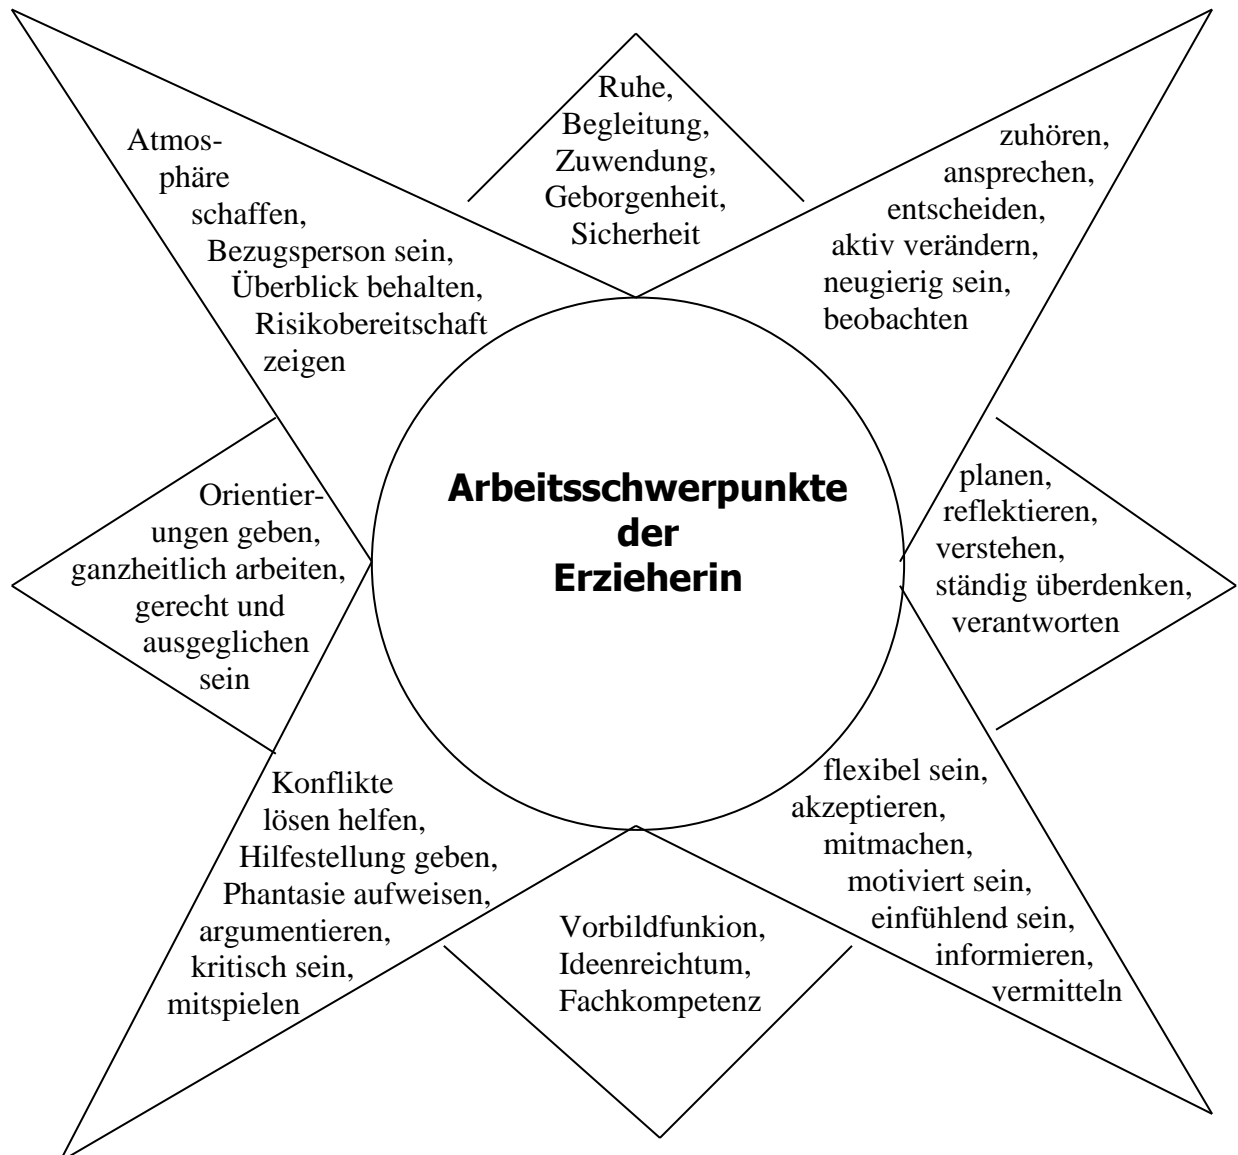 Ruhe,
Begleitung,
Zuwendung,
Geborgenheit,
Sicherheit
Atmos-
phäre
schaffen,
Bezugsperson sein,
Überblick behalten,
Risikobereitschaft
zeigen
zuhören,
ansprechen,
entscheiden,
aktiv verändern,
neugierig sein,
beobachten
Orientier-
ungen geben,
ganzheitlich arbeiten,
gerecht und
ausgeglichen
sein
Arbeitsschwerpunkte
der
Erzieherin
planen,
reflektieren,
verstehen,
ständig überdenken,
verantworten
Konflikte
lösen helfen,
Hilfestellung geben,
Phantasie aufweisen,
argumentieren,
kritisch sein,
mitspielen
Vorbildfunkion,
Ideenreichtum,
Fachkompetenz
flexibel sein,
akzeptieren,
mitmachen,
motiviert sein,
einfühlend sein,
informieren,
vermitteln